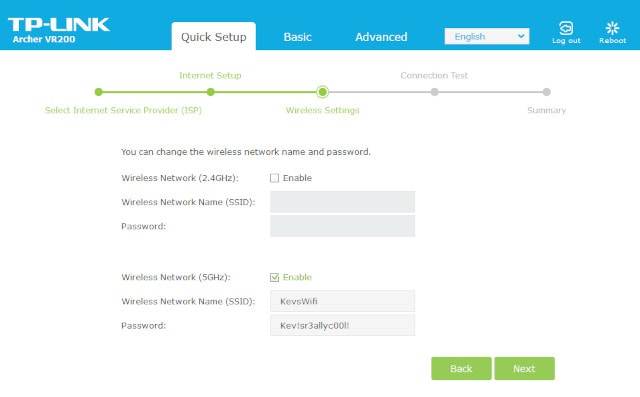 TP-LINK
Archer VR200
Quick Setup
Basic
Advanced
English
Log out
Reboot
Internet Setup
Connection Test
Select Internet Service Provider (ISP)
Wireless Settings
Summary
You can change the wireless network name and password.
Wireless Network (2.4GHz): Enable
Wireless Network Name (SSID):
Password:
Wireless Network (5GHz): Enable
Wireless Network Name (SSID): KevsWifi
Password: Kev!sr3allyc00l!
Back
Next